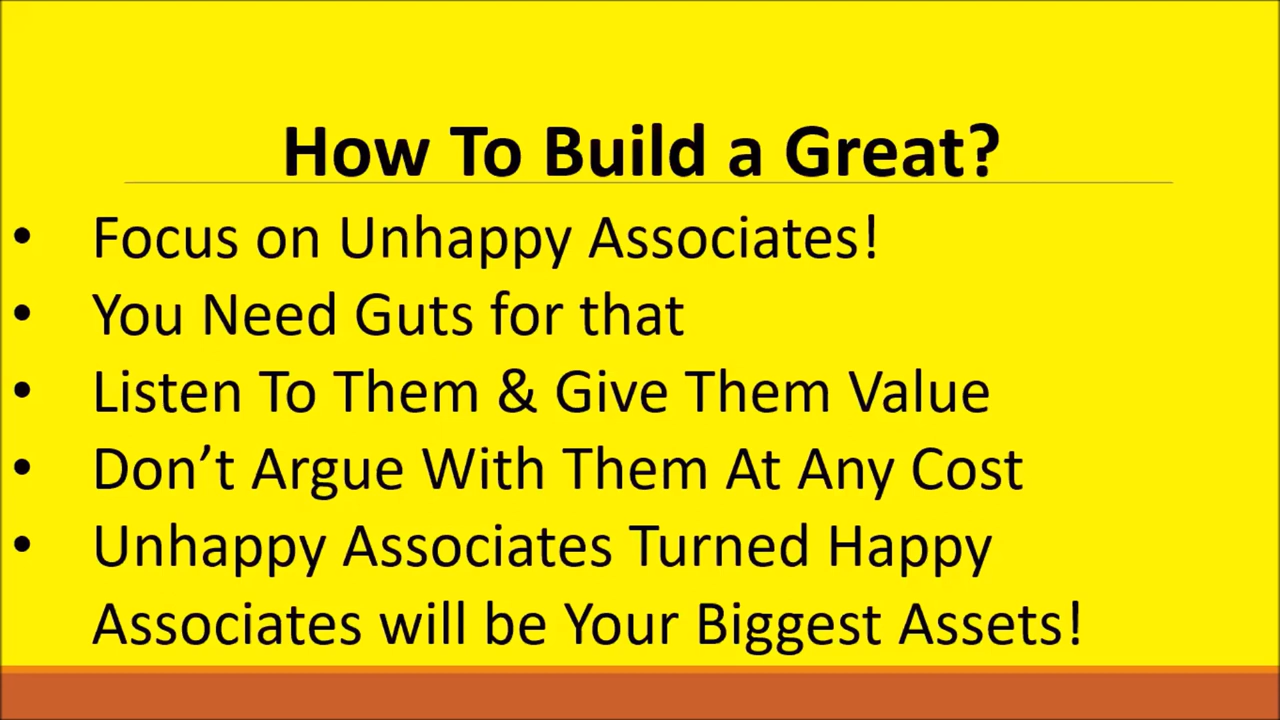 How To Build a Great?
• Focus on Unhappy Associates!
• You Need Guts for that
• Listen To Them & Give Them Value
• Don’t Argue With Them At Any Cost
• Unhappy Associates Turned Happy
Associates will be Your Biggest Assets!